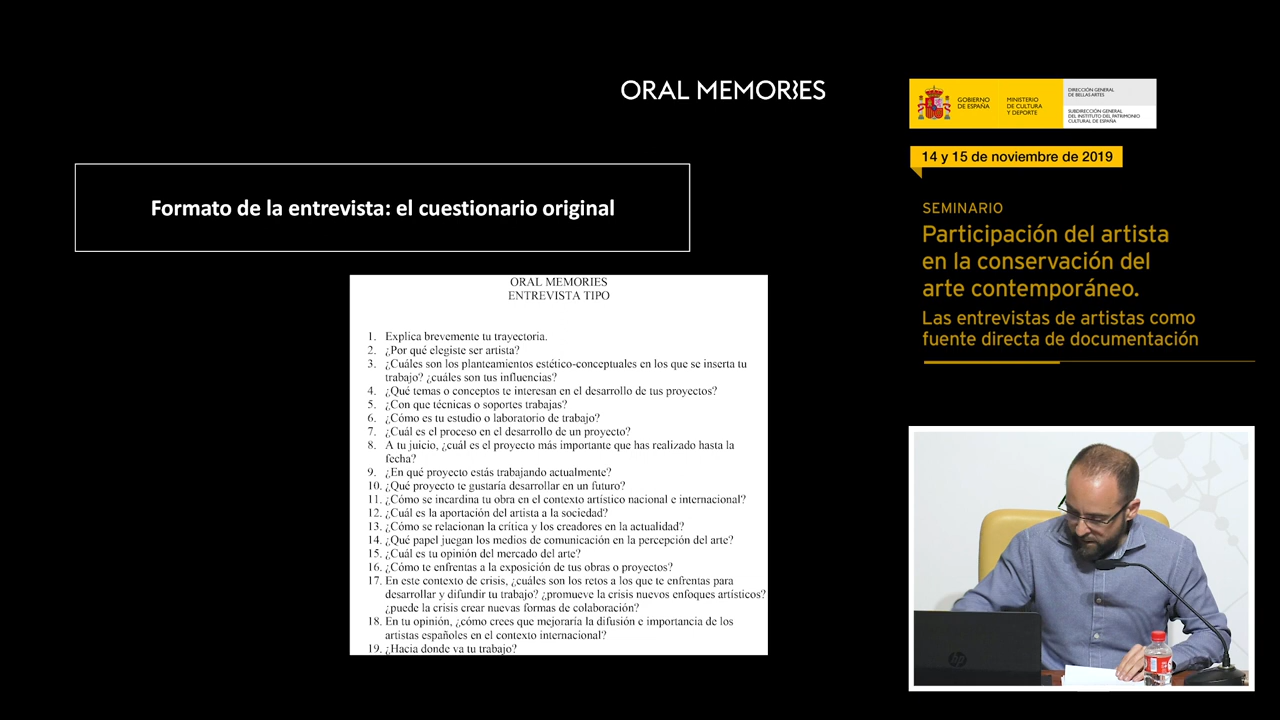 ORAL MEMORIES
GOBIERNO
DE ESPAÑA
MINISTERIO
DE CULTURA
Y DEPORTE
DIRECCIÓN GENERAL
DE BELLAS ARTES
SUBDIRECCIÓN GENERAL
DEL INSTITUTO DEL PATRIMONIO
CULTURAL DE ESPAÑA
14 y 15 de noviembre de 2019
SEMINARIO
Participación del artista
en la conservación del
arte contemporáneo.
Las entrevistas de artistas como
fuente directa de documentación
Formato de la entrevista: el cuestionario original
ORAL MEMORIES
ENTREVISTA TIPO
1. Explica brevemente tu trayectoria.
2. ¿Por qué elegiste ser artista?
3. ¿Cuáles son los planteamientos estético-conceptuales en los que se inserta tu
trabajo? ¿cuáles son tus influencias?
4. ¿Qué temas o conceptos te interesan en el desarrollo de tus proyectos?
5. ¿Con que técnicas o soportes trabajas?
6. ¿Cómo es tu estudio o laboratorio de trabajo?
7. ¿Cuál es el proceso en el desarrollo de un proyecto?
8. A tu juicio, ¿cuál es el proyecto más importante que has realizado hasta la
fecha?
9. ¿En qué proyecto estás trabajando actualmente?
10. ¿Qué proyecto te gustaría desarrollar en un futuro?
11. ¿Cómo se incardina tu obra en el contexto artístico nacional e internacional?
12. ¿Cuál es la aportación del artista a la sociedad?
13. ¿Cómo se relacionan la crítica y los creadores en la actualidad?
14. ¿Qué papel juegan los medios de comunicación en la percepción del arte?
15. ¿Cuál es tu opinión del mercado del arte?
16. ¿Cómo te enfrentas a la exposición de tus obras o proyectos?
17. En este contexto de crisis, ¿cuáles son los retos a los que te enfrentas para
desarrollar y difundir tu trabajo? ¿promueve la crisis nuevos enfoques artísticos?
¿puede la crisis crear nuevas formas de colaboración?
18. En tu opinión, ¿cómo crees que mejoraría la difusión e importancia de los
artistas españoles en el contexto internacional?
19. ¿Hacia donde va tu trabajo?
hp